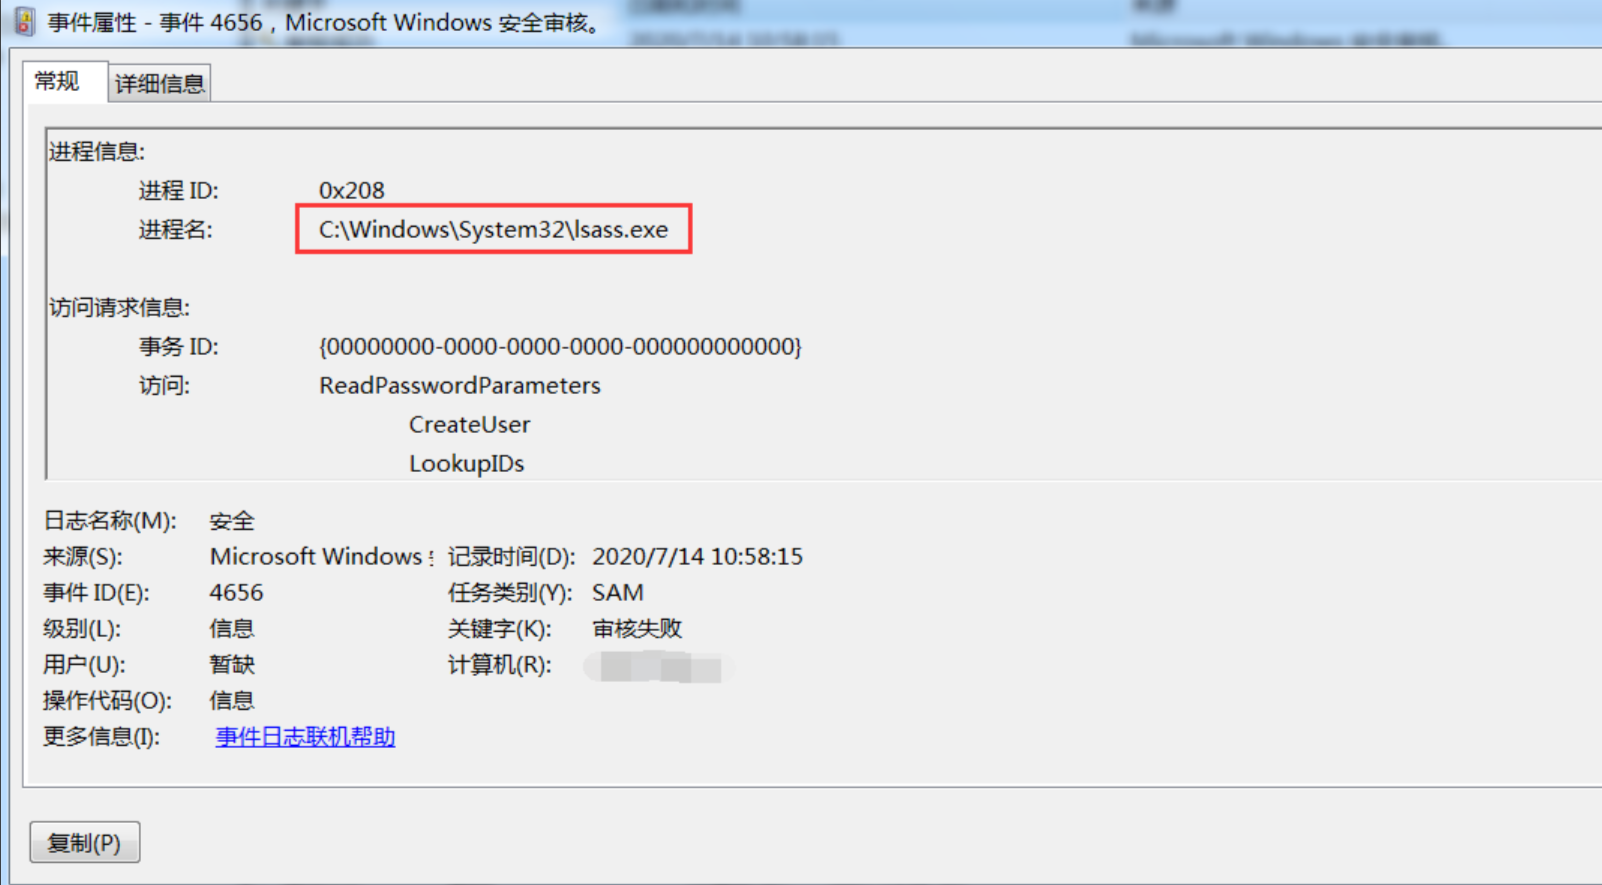 事件属性 - 事件 4656，Microsoft Windows 安全审核。
常规 详细信息
进程信息:
进程 ID: 0x208
进程名: C:\Windows\System32\lsass.exe
访问请求信息:
事务 ID: {00000000-0000-0000-0000-000000000000}
访问: ReadPasswordParameters
CreateUser
LookupIDs
日志名称(M): 安全
来源(S): Microsoft Windows 记录时间(D): 2020/7/14 10:58:15
事件 ID(E): 4656 任务类别(Y): SAM
级别(L): 信息 关键字(K): 审核失败
用户(U): 暂缺 计算机(R):
操作代码(O): 信息
更多信息(I): 事件日志联机帮助
复制(P)